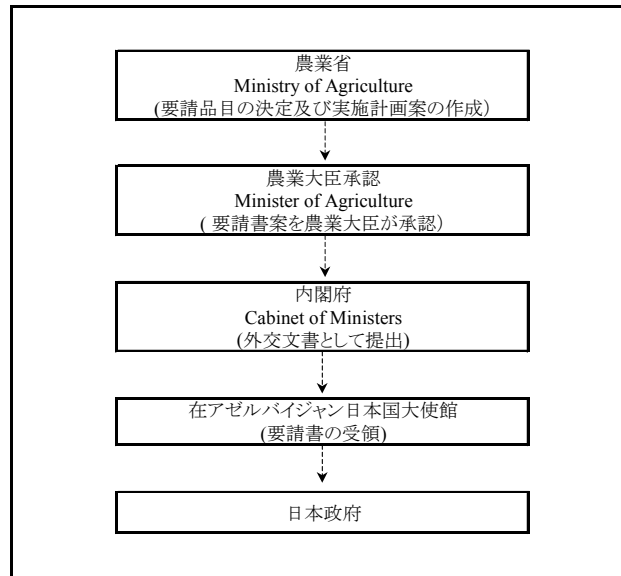 農業省
Ministry of Agriculture
(要請品目の決定及び実施計画案の作成)
農業大臣承認
Minister of Agriculture
( 要請書案を農業大臣が承認)
内閣府
Cabinet of Ministers
(外交文書として提出)
在アゼルバイジャン日本国大使館
(要請書の受領)
日本政府